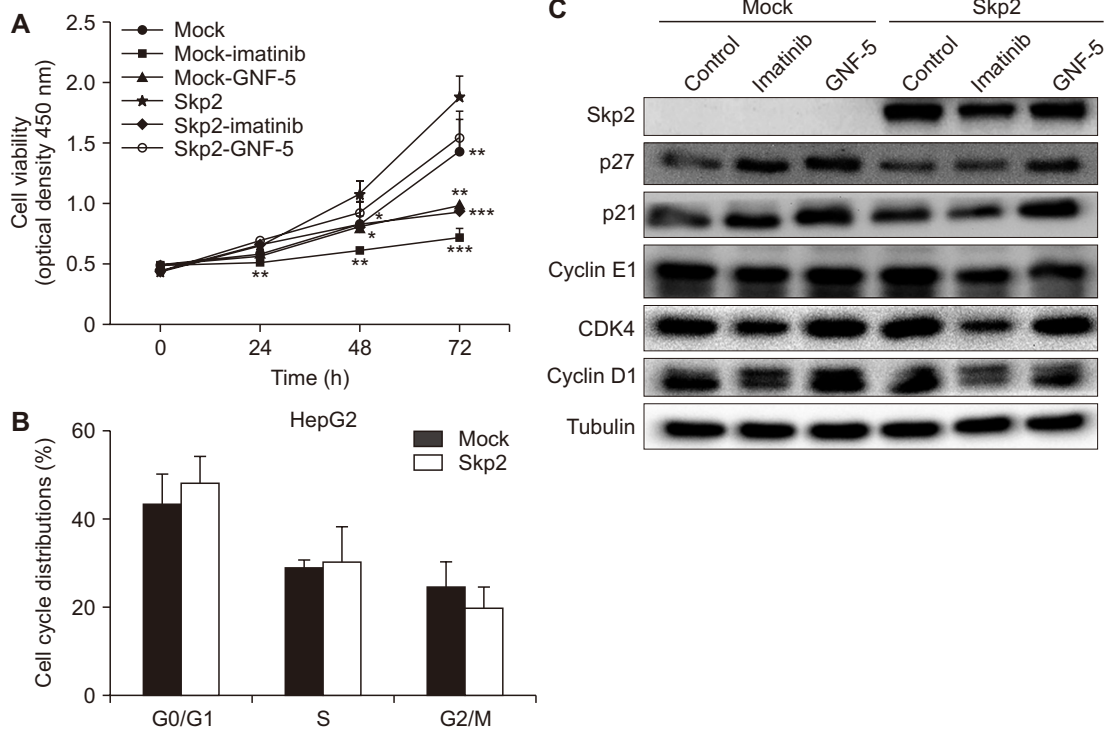 A
2.5
2.0
1.5
1.0
0.5
0
Cell viability
(optical density 450 nm)
Mock
Mock-imatinib
Mock-GNF-5
Skp2
Skp2-imatinib
Skp2-GNF-5
**
**
***
*
*
**
**
***
0 24 48 72
Time (h)
B
HepG2
60
40
20
0
Cell cycle distributions (%)
Mock
Skp2
G0/G1 S G2/M
C
Mock Skp2
Control Imatinib GNF-5 Control Imatinib GNF-5
Skp2
p27
p21
Cyclin E1
CDK4
Cyclin D1
Tubulin